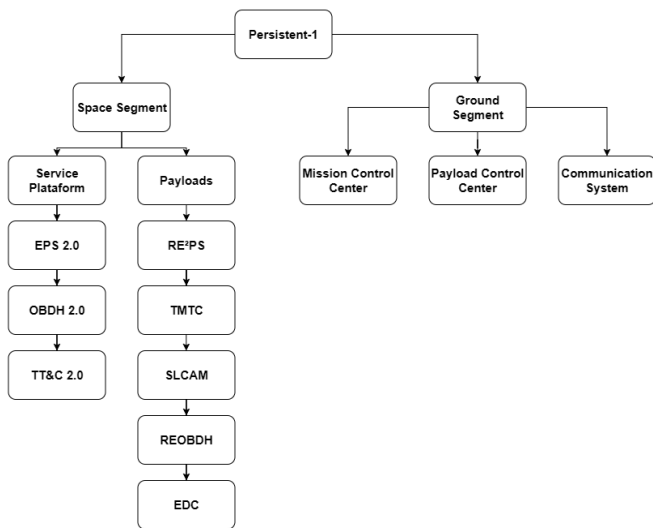 Persistent-1
Space Segment
Ground
Segment
Service
Plataform
Payloads
Mission Control
Center
Payload Control
Center
Communication
System
EPS 2.0
RE²PS
OBDH 2.0
TMTC
TT&C 2.0
SLCAM
REOBDH
EDC